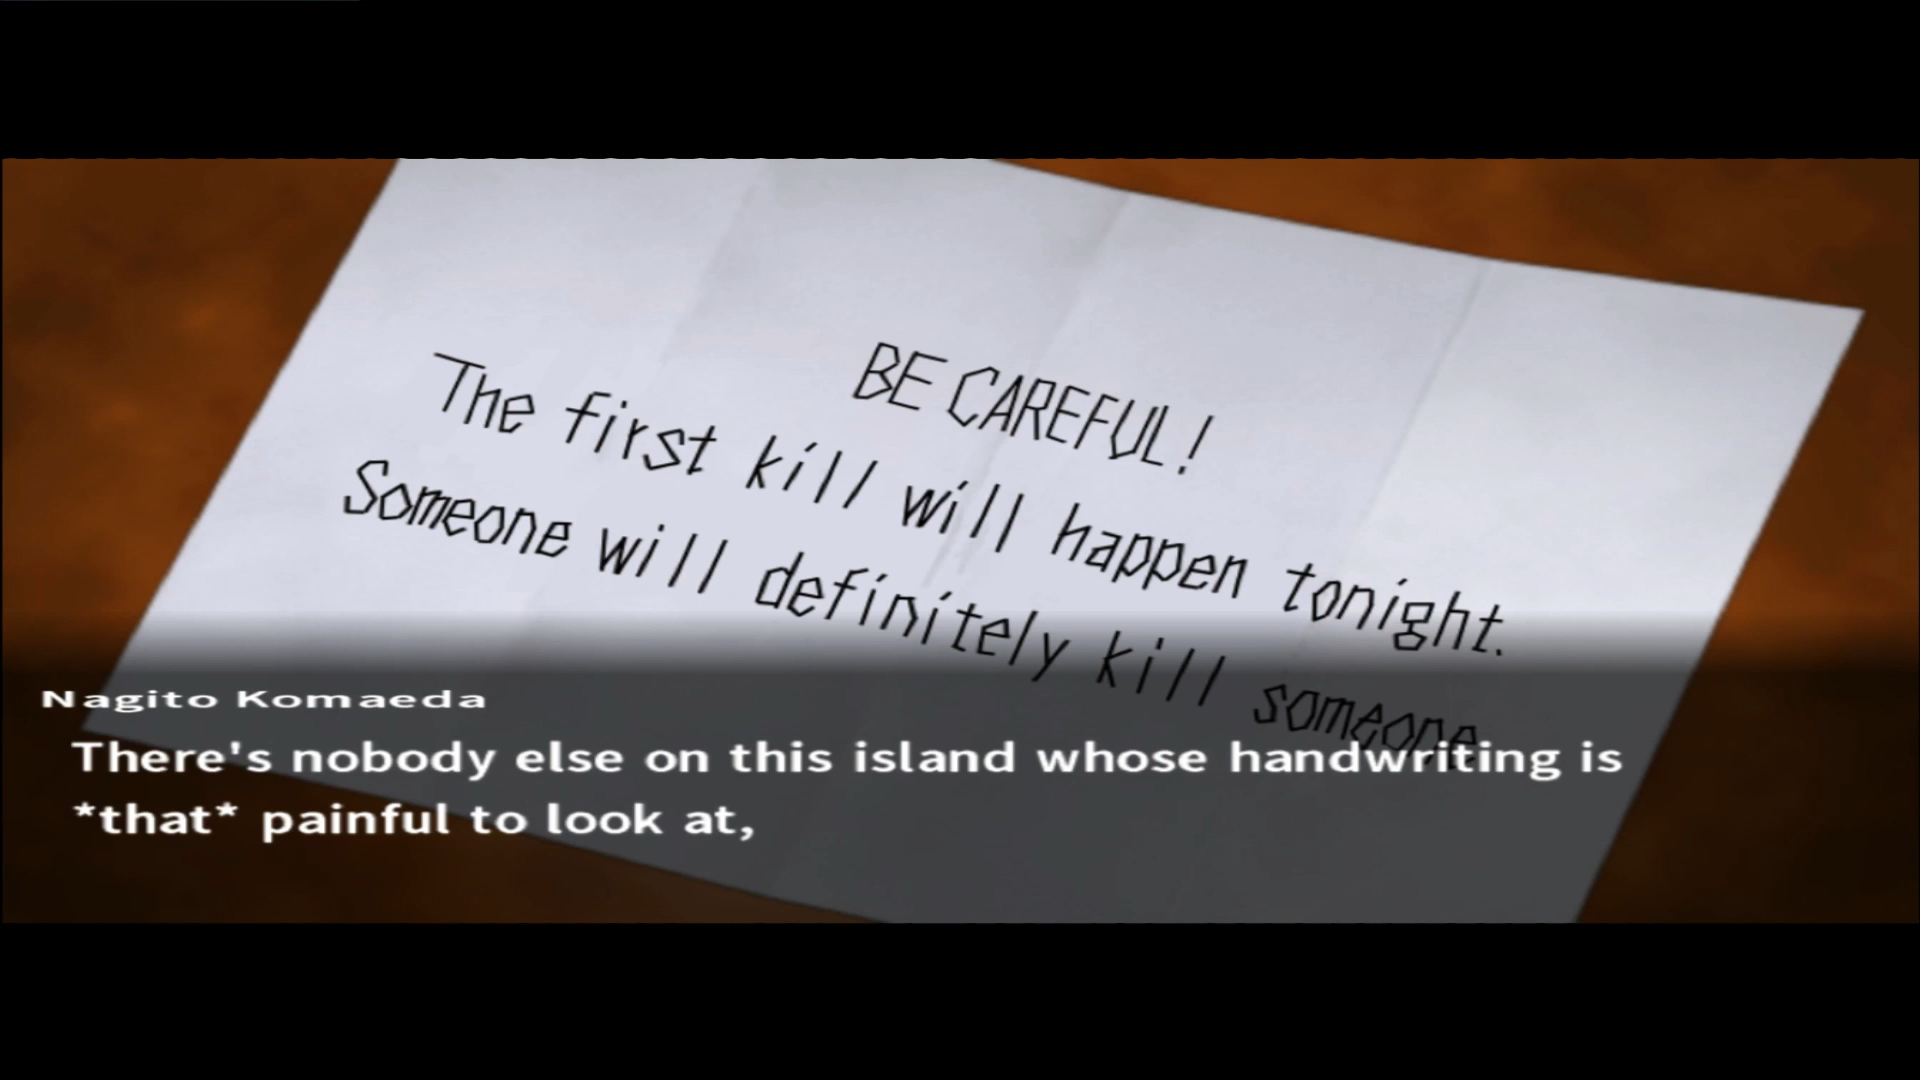 BE CAREFUL!
The first kill will happen tonight.
Someone will definitely kill someone
Nagito Komaeda
There's nobody else on this island whose handwriting is
*that* painful to look at,